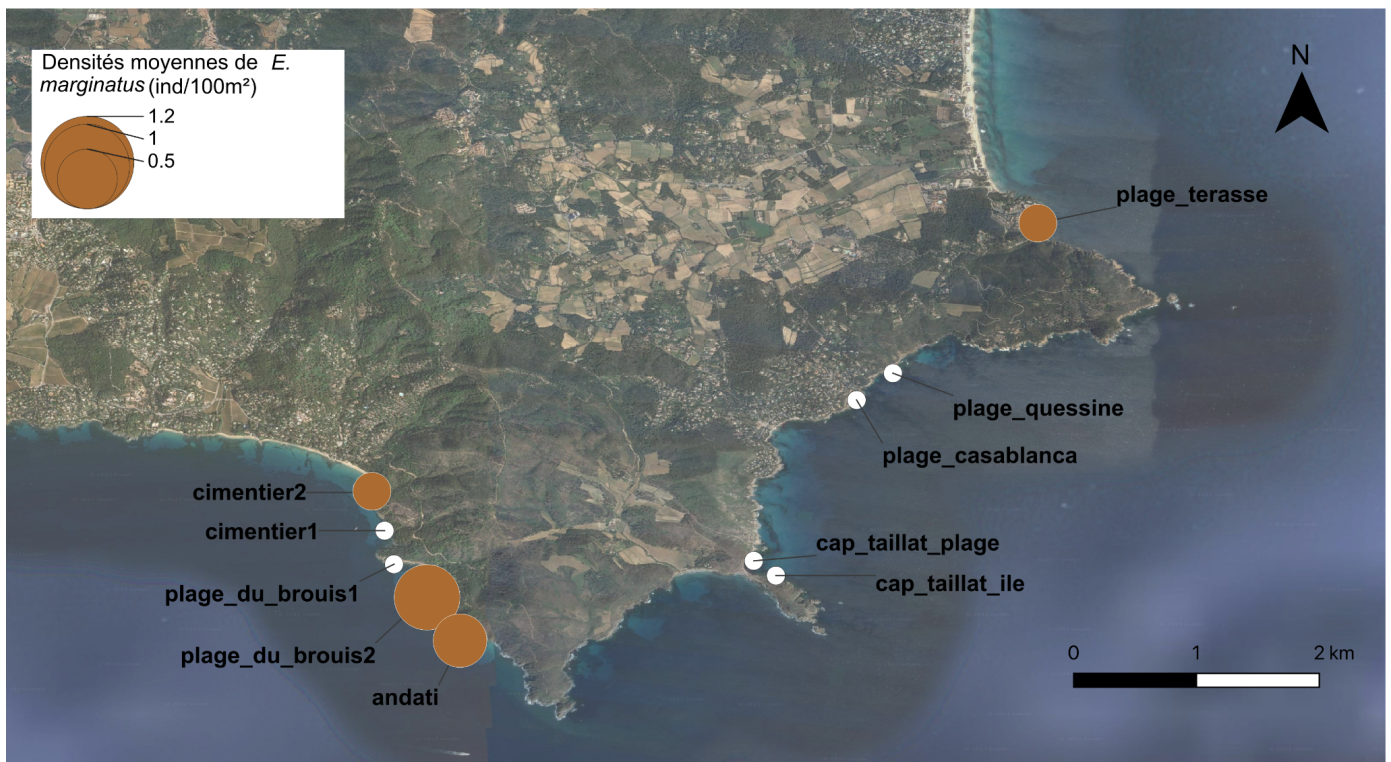 Densités moyennes de E.
marginatus (ind/100m²)
1.2
1
0.5
N
plage_terasse
plage_quessine
plage_casablanca
cimentier2
cimentier1
cap_taillat_plage
cap_taillat_ile
plage_du_brouis1
plage_du_brouis2
andati
0 1 2 km